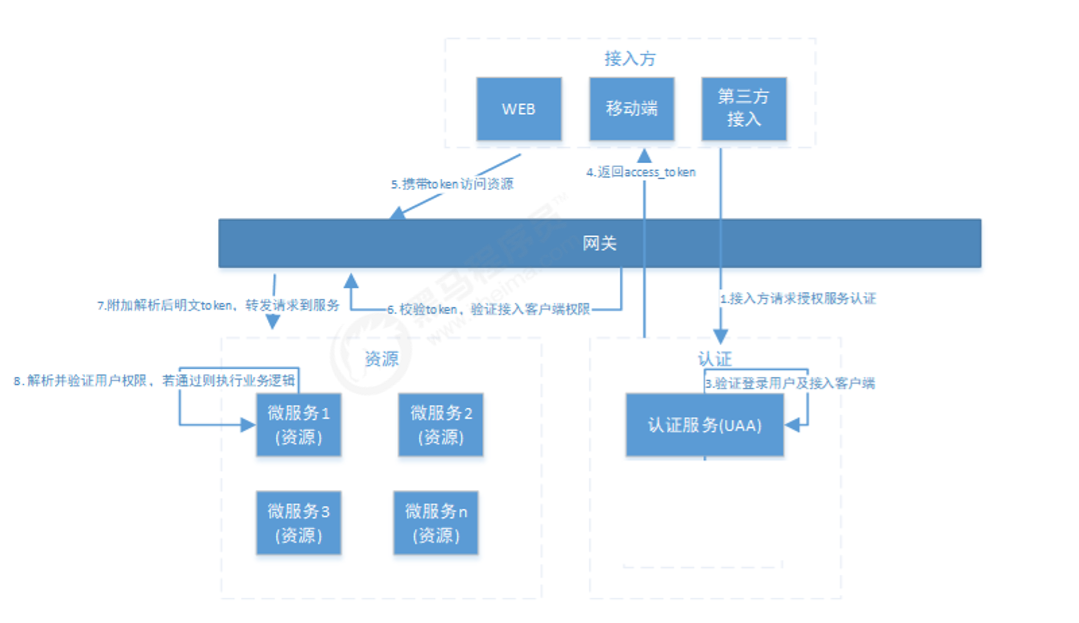 接入方
WEB
移动端
第三方
接入
5.携带token访问资源
4.返回access_token
网关
1.接入方请求授权服务认证
7.附加解析后明文token，转发请求到服务
6.校验token，验证接入客户端权限
资源
认证
8.解析并验证用户权限，若通过则执行业务逻辑
3.验证登录用户及接入客户端
微服务1
(资源)
微服务2
(资源)
认证服务(UAA)
微服务3
(资源)
微服务n
(资源)
黑马程序员™